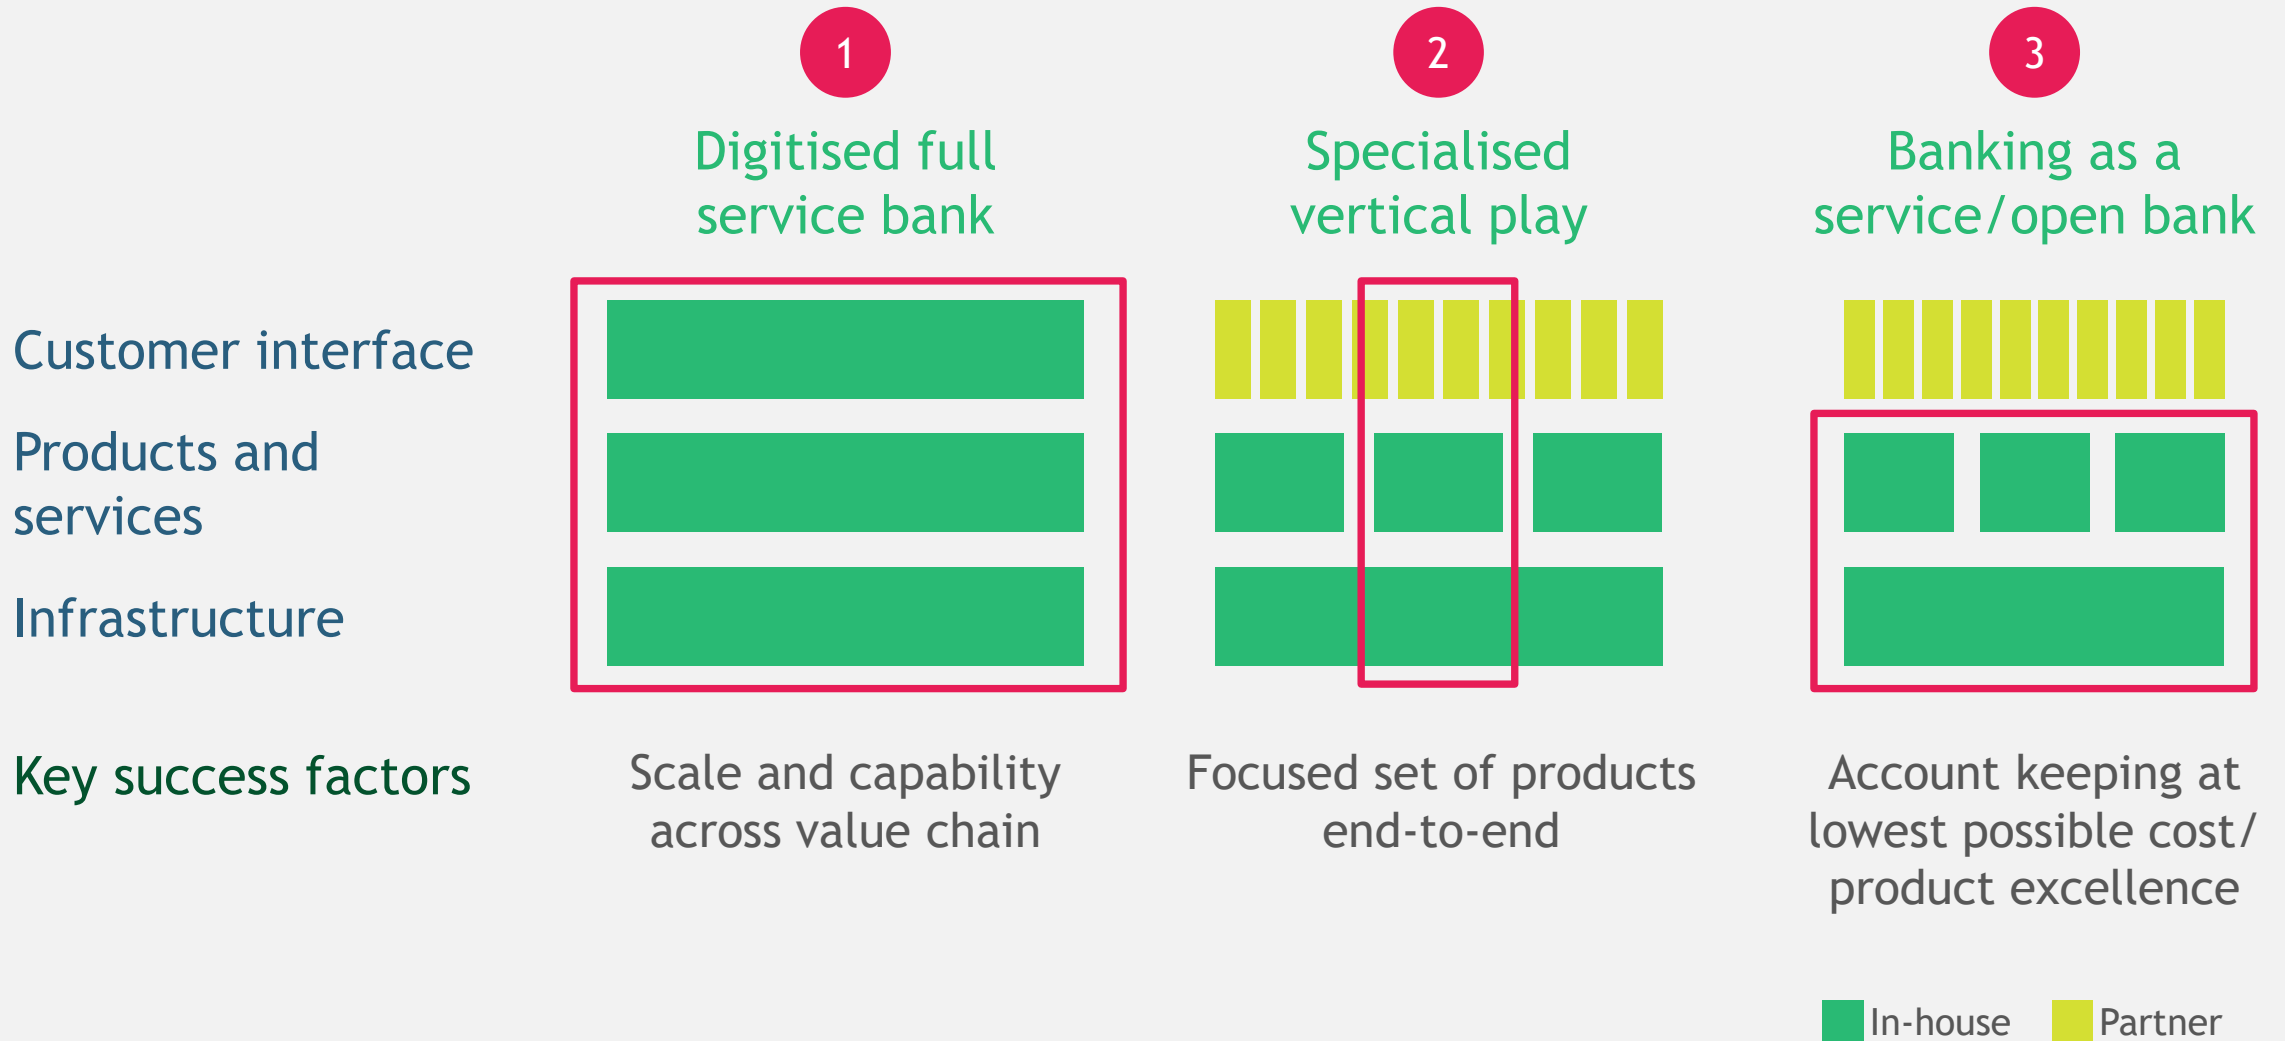 1
2
3
Digitised full
service bank
Specialised
vertical play
Banking as a
service/open bank
Customer interface
Products and
services
Infrastructure
Key success factors
Scale and capability
across value chain
Focused set of products
end-to-end
Account keeping at
lowest possible cost/
product excellence
In-house
Partner